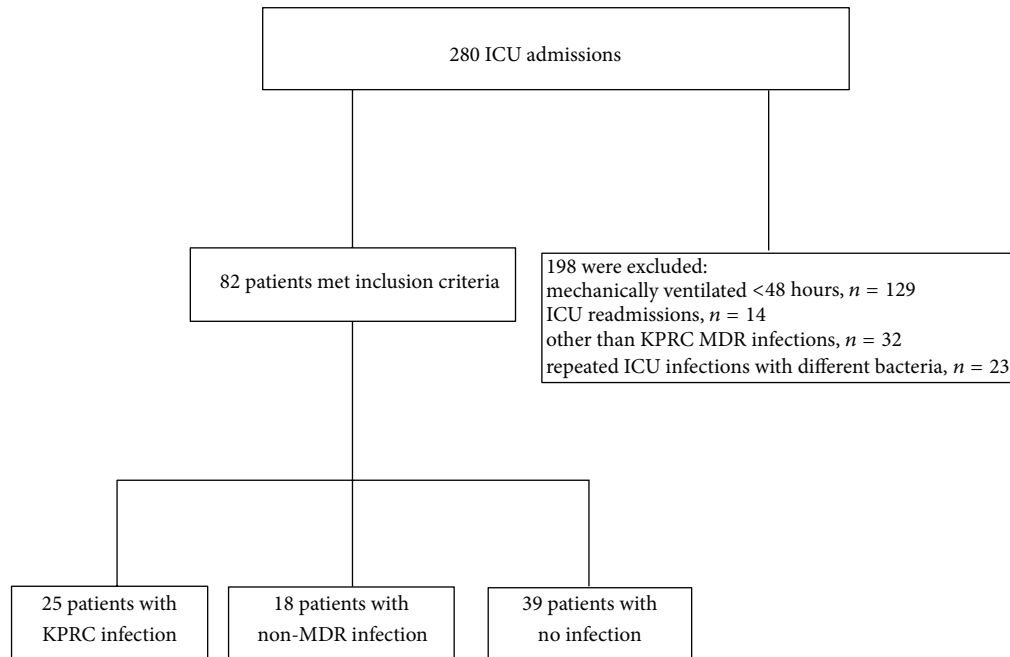 280 ICU admissions
82 patients met inclusion criteria
198 were excluded:
mechanically ventilated <48 hours, n = 129
ICU readmissions, n = 14
other than KPRC MDR infections, n = 32
repeated ICU infections with different bacteria, n = 23
25 patients with
KPRC infection
18 patients with
non-MDR infection
39 patients with
no infection